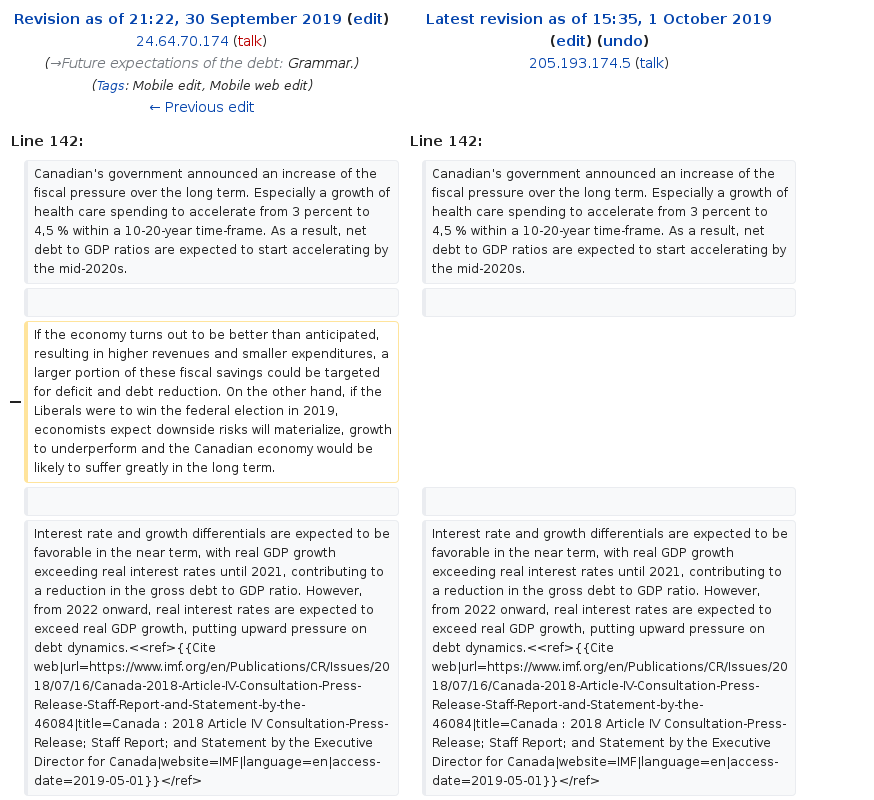 Revision as of 21:22, 30 September 2019 (edit)
24.64.70.174 (talk)
(→Future expectations of the debt: Grammar.)
(Tags: Mobile edit, Mobile web edit)
← Previous edit
Latest revision as of 15:35, 1 October 2019
(edit) (undo)
205.193.174.5 (talk)
Line 142:
Line 142:
Canadian's government announced an increase of the
fiscal pressure over the long term. Especially a growth of
health care spending to accelerate from 3 percent to
4,5 % within a 10-20-year time-frame. As a result, net
debt to GDP ratios are expected to start accelerating by
the mid-2020s.
Canadian's government announced an increase of the
fiscal pressure over the long term. Especially a growth of
health care spending to accelerate from 3 percent to
4,5 % within a 10-20-year time-frame. As a result, net
debt to GDP ratios are expected to start accelerating by
the mid-2020s.
−
If the economy turns out to be better than anticipated,
resulting in higher revenues and smaller expenditures, a
larger portion of these fiscal savings could be targeted
for deficit and debt reduction. On the other hand, if the
Liberals were to win the federal election in 2019,
economists expect downside risks will materialize, growth
to underperform and the Canadian economy would be
likely to suffer greatly in the long term.
Interest rate and growth differentials are expected to be
favorable in the near term, with real GDP growth
exceeding real interest rates until 2021, contributing to
a reduction in the gross debt to GDP ratio. However,
from 2022 onward, real interest rates are expected to
exceed real GDP growth, putting upward pressure on
debt dynamics.<<ref>{{Cite
web|url=https://www.imf.org/en/Publications/CR/Issues/20
18/07/16/Canada-2018-Article-IV-Consultation-Press-
Release-Staff-Report-and-Statement-by-the-
46084|title=Canada : 2018 Article IV Consultation-Press-
Release; Staff Report; and Statement by the Executive
Director for Canada|website=IMF|language=en|access-
date=2019-05-01}}</ref>
Interest rate and growth differentials are expected to be
favorable in the near term, with real GDP growth
exceeding real interest rates until 2021, contributing to
a reduction in the gross debt to GDP ratio. However,
from 2022 onward, real interest rates are expected to
exceed real GDP growth, putting upward pressure on
debt dynamics.<<ref>{{Cite
web|url=https://www.imf.org/en/Publications/CR/Issues/20
18/07/16/Canada-2018-Article-IV-Consultation-Press-
Release-Staff-Report-and-Statement-by-the-
46084|title=Canada : 2018 Article IV Consultation-Press-
Release; Staff Report; and Statement by the Executive
Director for Canada|website=IMF|language=en|access-
date=2019-05-01}}</ref>